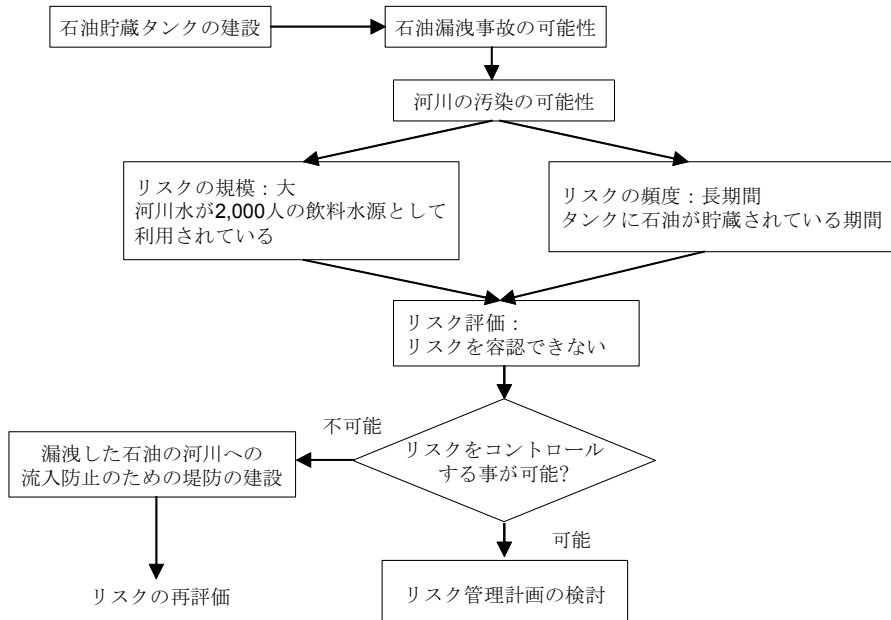 石油貯蔵タンクの建設
石油漏洩事故の可能性
河川の汚染の可能性
リスクの規模：大
河川水が2,000人の飲料水源として
利用されている
リスクの頻度：長期間
タンクに石油が貯蔵されている期間
リスク評価：
リスクを容認できない
不可能
リスクをコントロール
する事が可能?
漏洩した石油の河川への
流入防止のための堤防の建設
可能
リスクの再評価
リスク管理計画の検討